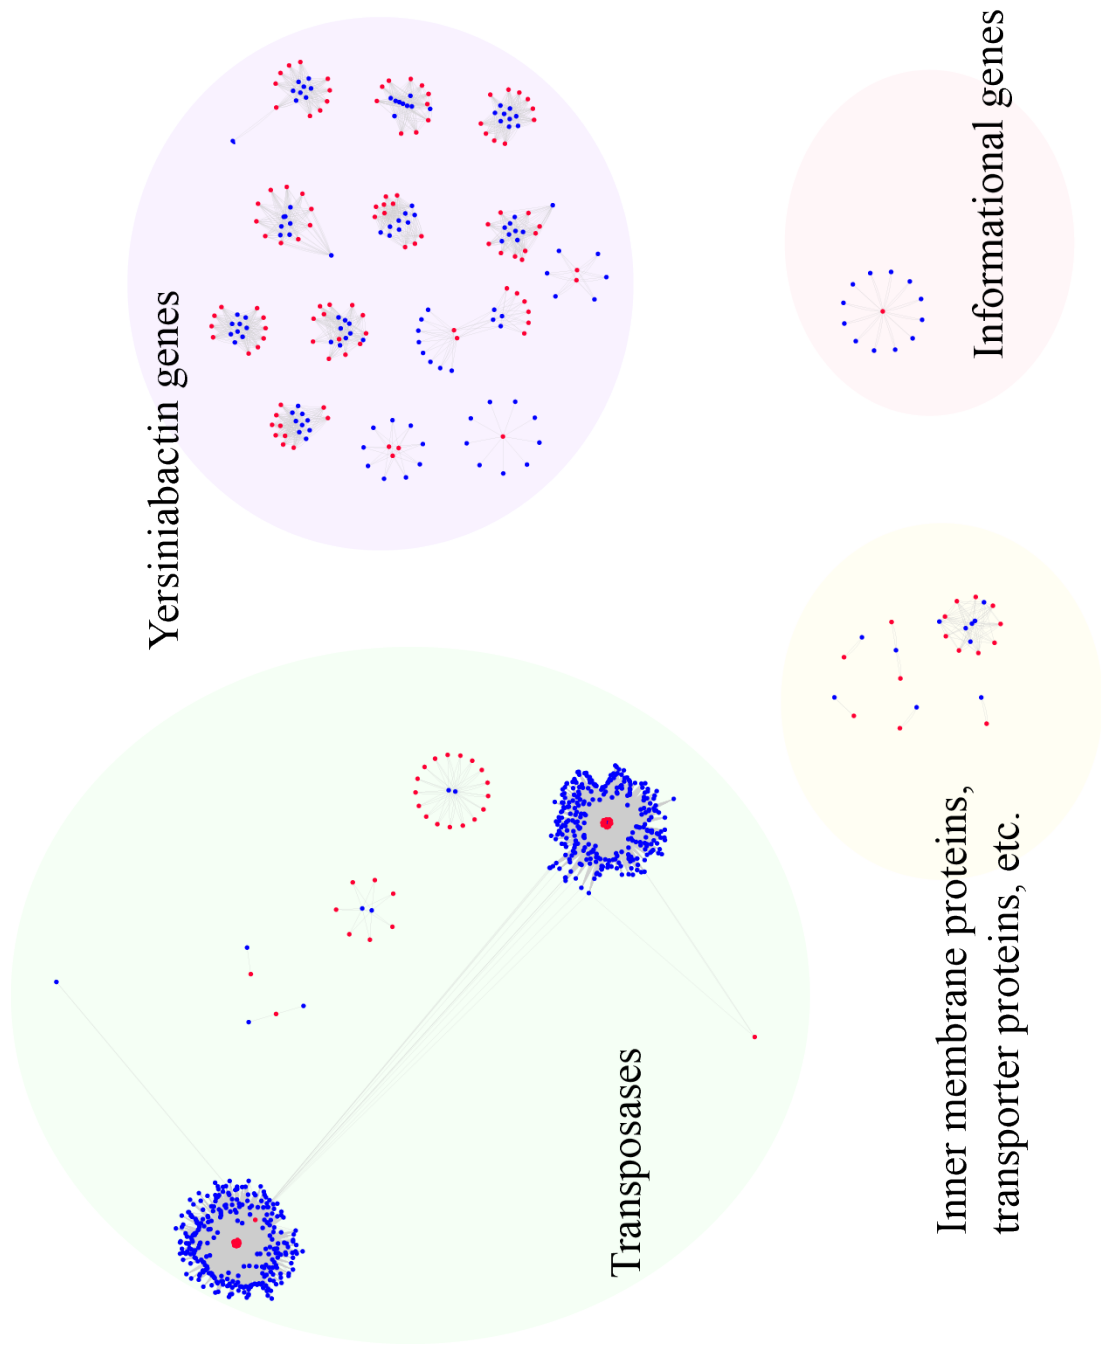 Yersiniabactin genes
Informational genes
Transposases
Inner membrane proteins,
transporter proteins, etc.